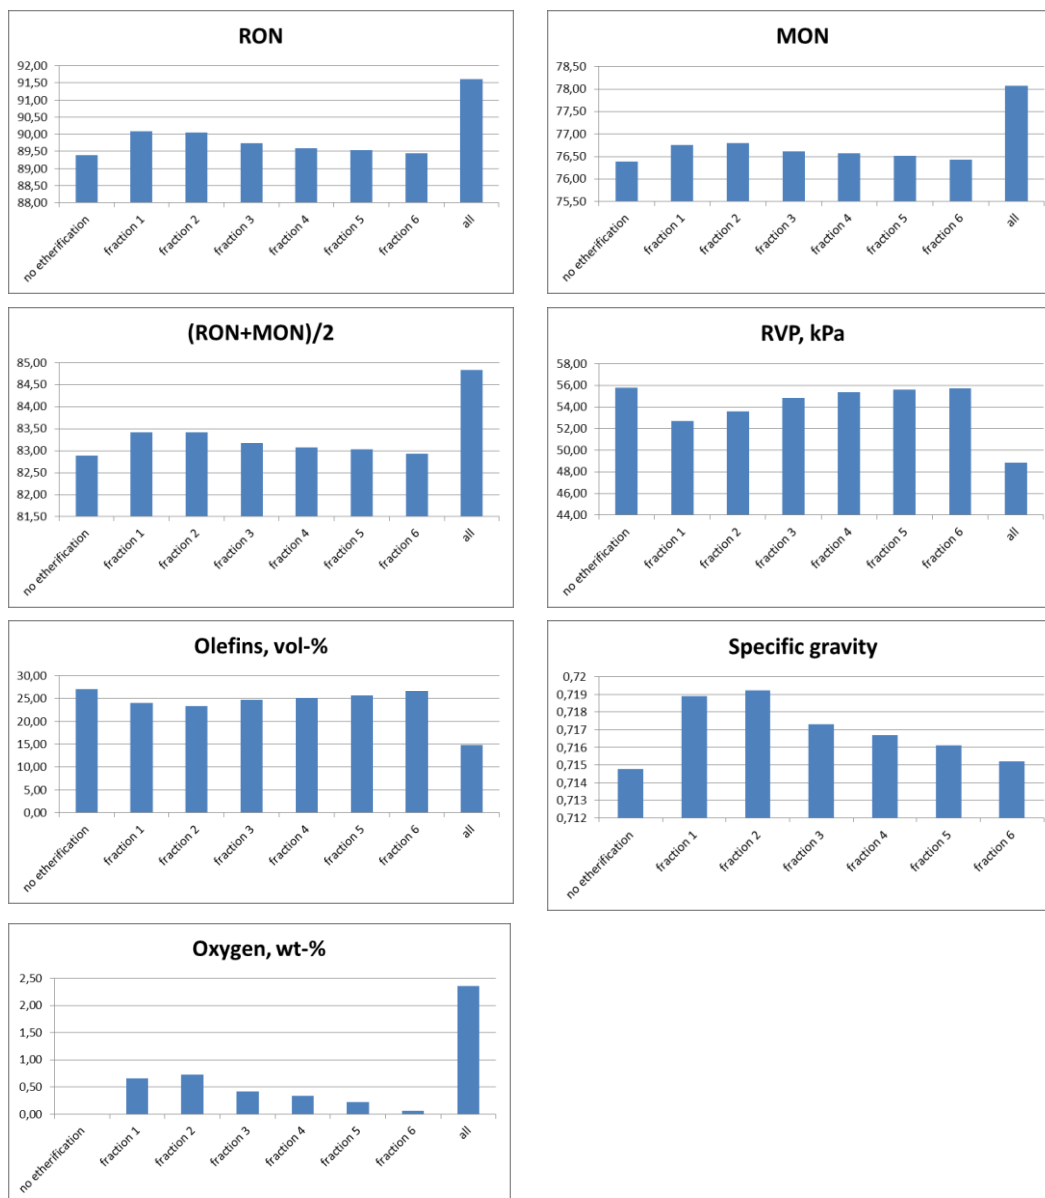 RON
92,00
91,50
91,00
90,50
90,00
89,50
89,00
88,50
88,00
no etherification
fraction 1
fraction 2
fraction 3
fraction 4
fraction 5
fraction 6
all
MON
78,50
78,00
77,50
77,00
76,50
76,00
75,50
no etherification
fraction 1
fraction 2
fraction 3
fraction 4
fraction 5
fraction 6
all
(RON+MON)/2
85,00
84,50
84,00
83,50
83,00
82,50
82,00
81,50
no etherification
fraction 1
fraction 2
fraction 3
fraction 4
fraction 5
fraction 6
all
RVP, kPa
58,00
56,00
54,00
52,00
50,00
48,00
46,00
44,00
no etherification
fraction 1
fraction 2
fraction 3
fraction 4
fraction 5
fraction 6
all
Olefins, vol-%
30,00
25,00
20,00
15,00
10,00
5,00
0,00
no etherification
fraction 1
fraction 2
fraction 3
fraction 4
fraction 5
fraction 6
all
Specific gravity
0,72
0,719
0,718
0,717
0,716
0,715
0,714
0,713
0,712
no etherification
fraction 1
fraction 2
fraction 3
fraction 4
fraction 5
fraction 6
Oxygen, wt-%
2,50
2,00
1,50
1,00
0,50
0,00
no etherification
fraction 1
fraction 2
fraction 3
fraction 4
fraction 5
fraction 6
all